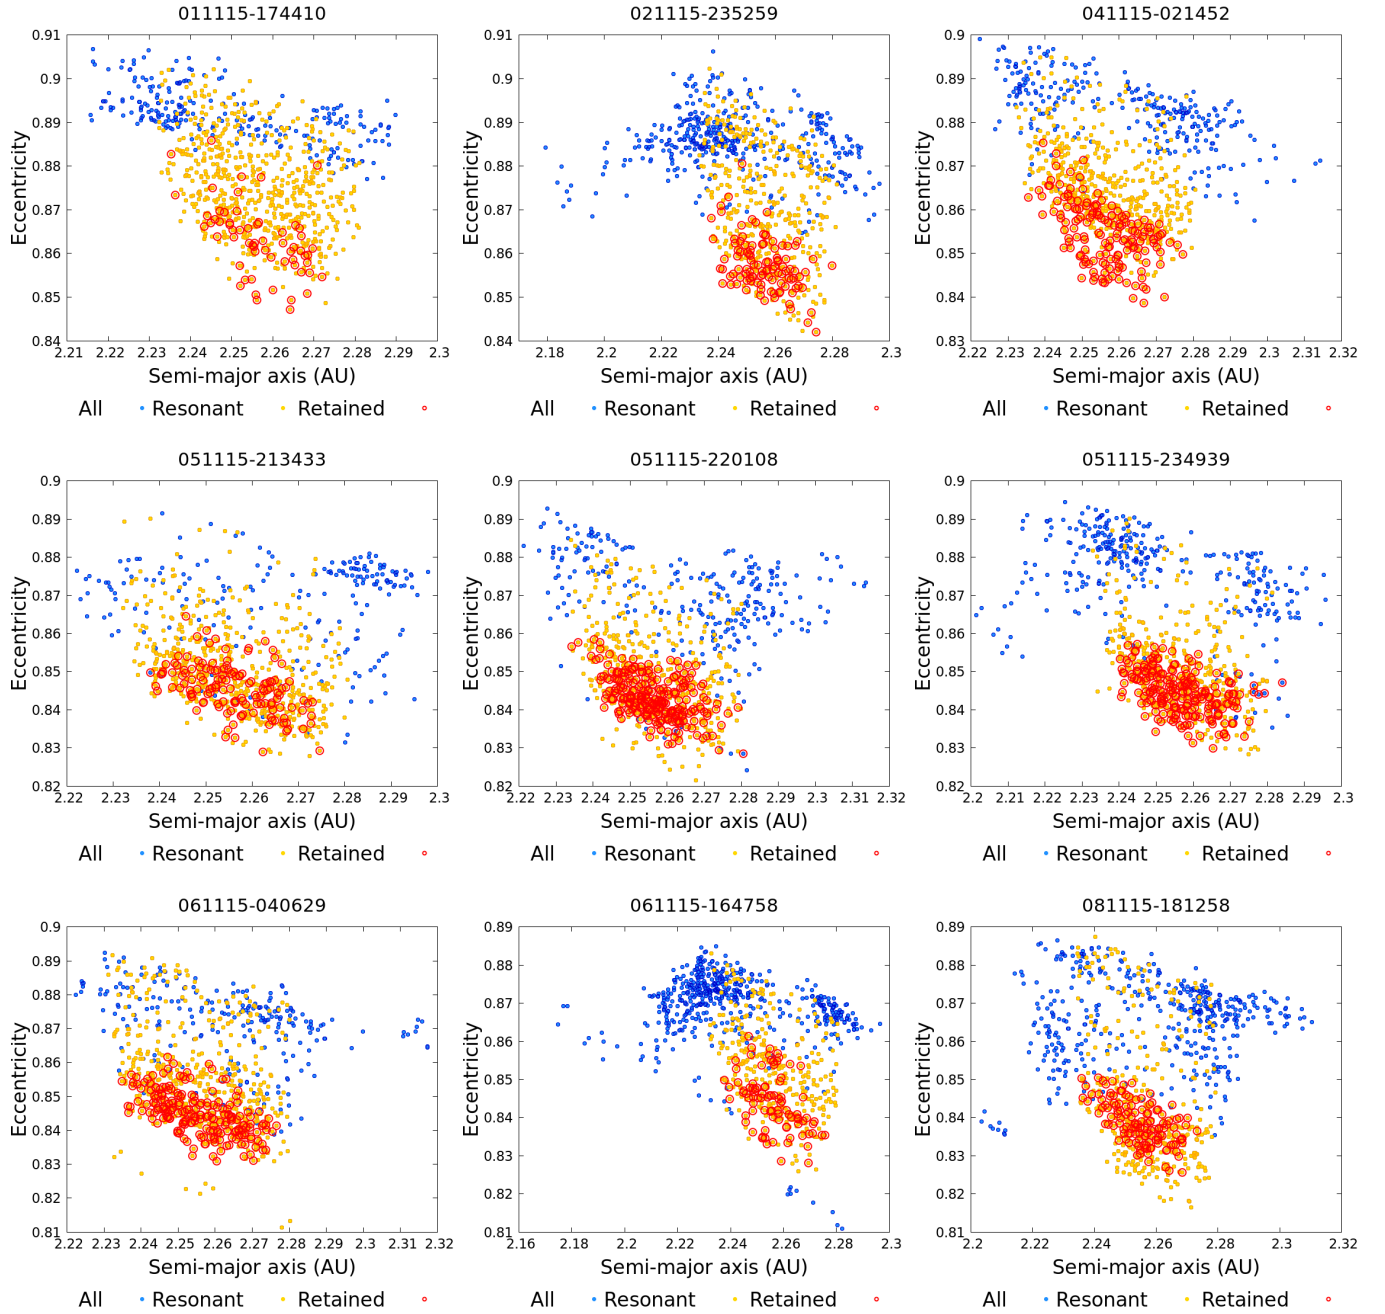 011115-174410
021115-235259
041115-021452
0.91
0.9
0.89
0.88
0.87
0.86
0.85
0.84
Eccentricity
2.21 2.22 2.23 2.24 2.25 2.26 2.27 2.28 2.29 2.3
Semi-major axis (AU)
All Resonant Retained
0.91
0.9
0.89
0.88
0.87
0.86
0.85
0.84
Eccentricity
2.18 2.2 2.22 2.24 2.26 2.28 2.3
Semi-major axis (AU)
All Resonant Retained
0.9
0.89
0.88
0.87
0.86
0.85
0.84
0.83
Eccentricity
2.22 2.23 2.24 2.25 2.26 2.27 2.28 2.29 2.3 2.31 2.32
Semi-major axis (AU)
All Resonant Retained
051115-213433
051115-220108
051115-234939
0.9
0.89
0.88
0.87
0.86
0.85
0.84
0.83
0.82
Eccentricity
2.22 2.23 2.24 2.25 2.26 2.27 2.28 2.29 2.3
Semi-major axis (AU)
All Resonant Retained
0.9
0.89
0.88
0.87
0.86
0.85
0.84
0.83
0.82
Eccentricity
2.22 2.23 2.24 2.25 2.26 2.27 2.28 2.29 2.3 2.31 2.32
Semi-major axis (AU)
All Resonant Retained
0.9
0.89
0.88
0.87
0.86
0.85
0.84
0.83
0.82
Eccentricity
2.2 2.21 2.22 2.23 2.24 2.25 2.26 2.27 2.28 2.29 2.3
Semi-major axis (AU)
All Resonant Retained
061115-040629
061115-164758
081115-181258
0.9
0.89
0.88
0.87
0.86
0.85
0.84
0.83
0.82
0.81
Eccentricity
2.22 2.23 2.24 2.25 2.26 2.27 2.28 2.29 2.3 2.31 2.32
Semi-major axis (AU)
All Resonant Retained
0.89
0.88
0.87
0.86
0.85
0.84
0.83
0.82
0.81
Eccentricity
2.16 2.18 2.2 2.22 2.24 2.26 2.28 2.3
Semi-major axis (AU)
All Resonant Retained
0.89
0.88
0.87
0.86
0.85
0.84
0.83
0.82
0.81
Eccentricity
2.2 2.22 2.24 2.26 2.28 2.3 2.32
Semi-major axis (AU)
All Resonant Retained